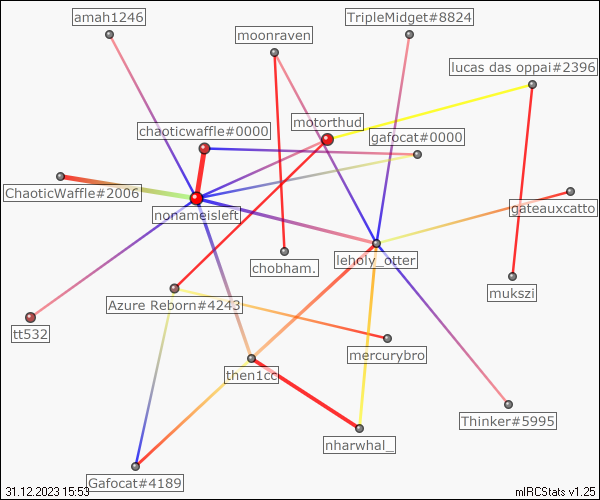 amah1246
moonraven
TripleMidget#8824
lucas das oppai#2396
motorthud
chaoticwaffle#0000
gafocat#0000
ChaoticWaffle#2006
nonameisleft
gateauxcatto
leholy_otter
chobham.
mukszi
Azure Reborn#4243
tt532
mercurybro
then1cc
Thinker#5995
nharwhal_
Gafocat#4189
31.12.2023 15:53
mIRCStats v1.25